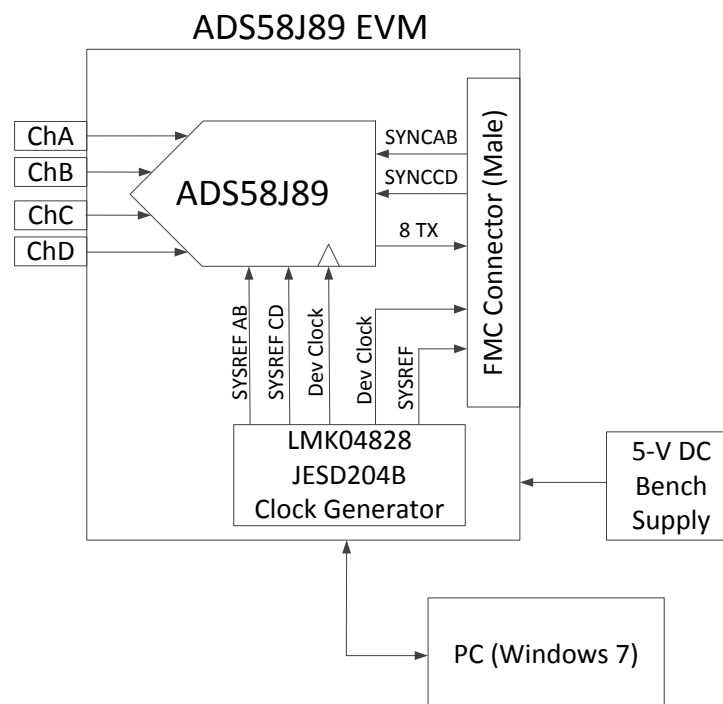 ADS58J89 EVM
ChA
ChB
ChC
ChD
ADS58J89
SYNCAB
SYNCCD
8 TX
FMC Connector (Male)
SYSREF AB
SYSREF CD
Dev Clock
Dev Clock
SYSREF
LMK04828
JESD204B
Clock Generator
5-V DC
Bench
Supply
PC (Windows 7)